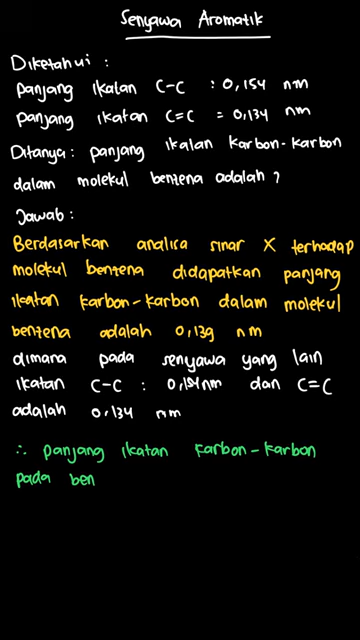 Senyawa Aromatik
Diketahui :
panjang ikatan C-C : 0,154 nm
panjang ikatan C=C = 0,134 nm
Ditanya : panjang ikatan karbon-karbon
dalam molekul benzena adalah ?
Jawab :
Berdasarkan analisa sinar X terhadap
molekul benzena didapatkan panjang
ikatan karbon-karbon dalam molekul
benzena adalah 0,139 nm
dimana pada senyawa yang lain
ikatan C-C : 0,154 nm dan C=C
adalah 0,134 nm
∴ panjang ikatan karbon-karbon
pada ben